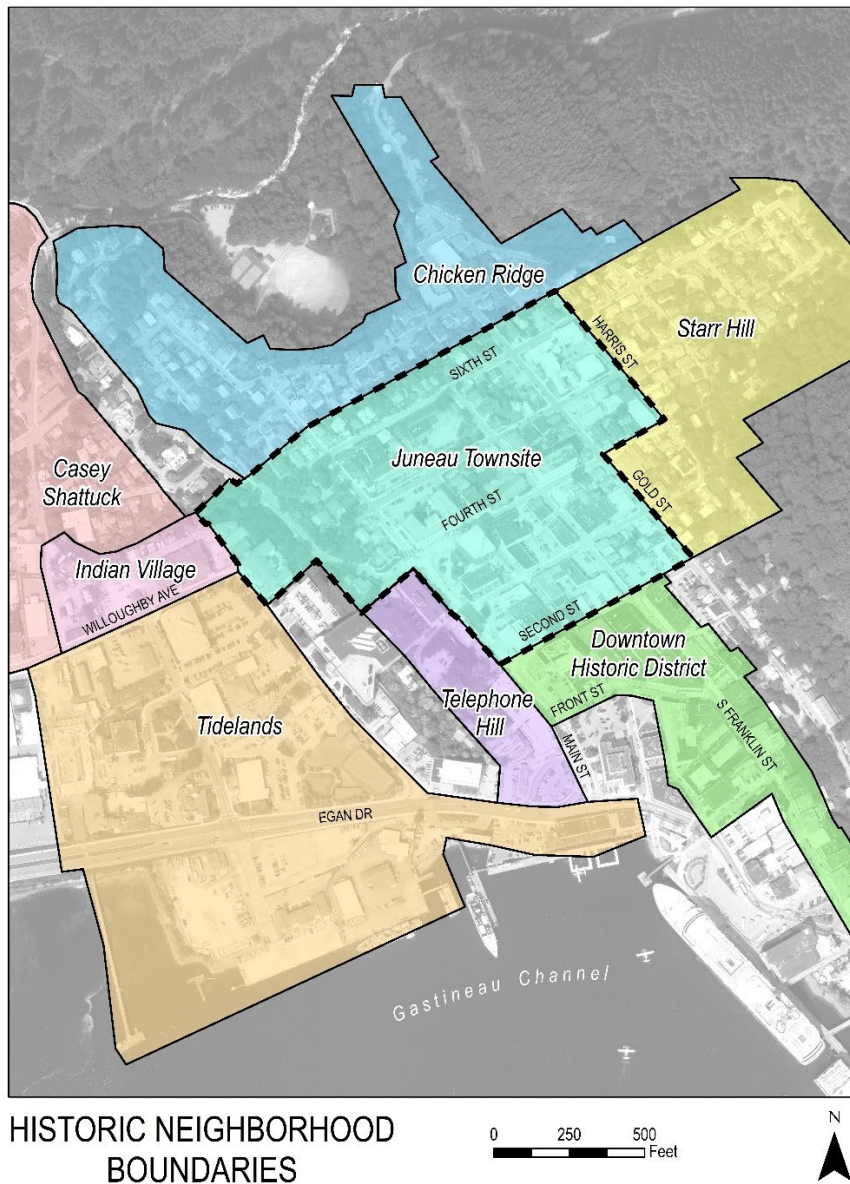 Chicken Ridge
HARRIS ST
Starr Hill
SIXTH ST
Juneau Townsite
Casey
Shattuck
GOLD ST
FOURTH ST
Indian Village
WILLOUGHBY AVE
SECOND ST
Downtown
Historic District
Telephone
Hill
FRONT ST
S FRANKLIN ST
Tidelands
MAIN ST
EGAN DR
Gastineau Channel
HISTORIC NEIGHBORHOOD
BOUNDARIES
0 250 500
Feet
N